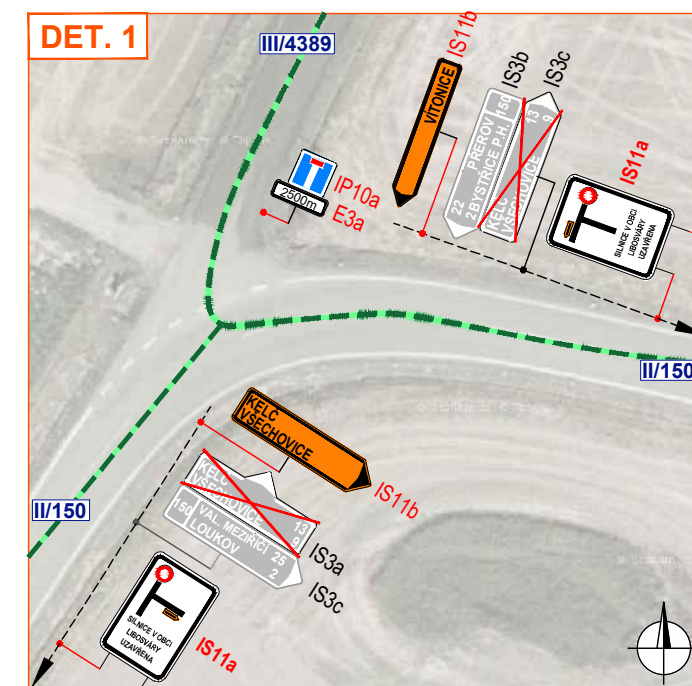 DET. 1
III/4389
IS11b
IS3b
IS3c
VÍTONICE
150
PŘEROV
22
BYSTŘICE P.H.
2
13
9
KELČ
VŠECHOVICE
IS11a
SILNICE V OBCI
LIBOSVÁRY
UZAVŘENA
IP10a
2500m
E3a
II/150
II/150
KELČ
VŠECHOVICE
IS11b
KELČ 13
VŠECHOVICE 9
150
VAL. MEZIŘÍČÍ 25
LOUKOV 2
IS3a
IS3c
SILNICE V OBCI
LIBOSVÁRY
UZAVŘENA
IS11a